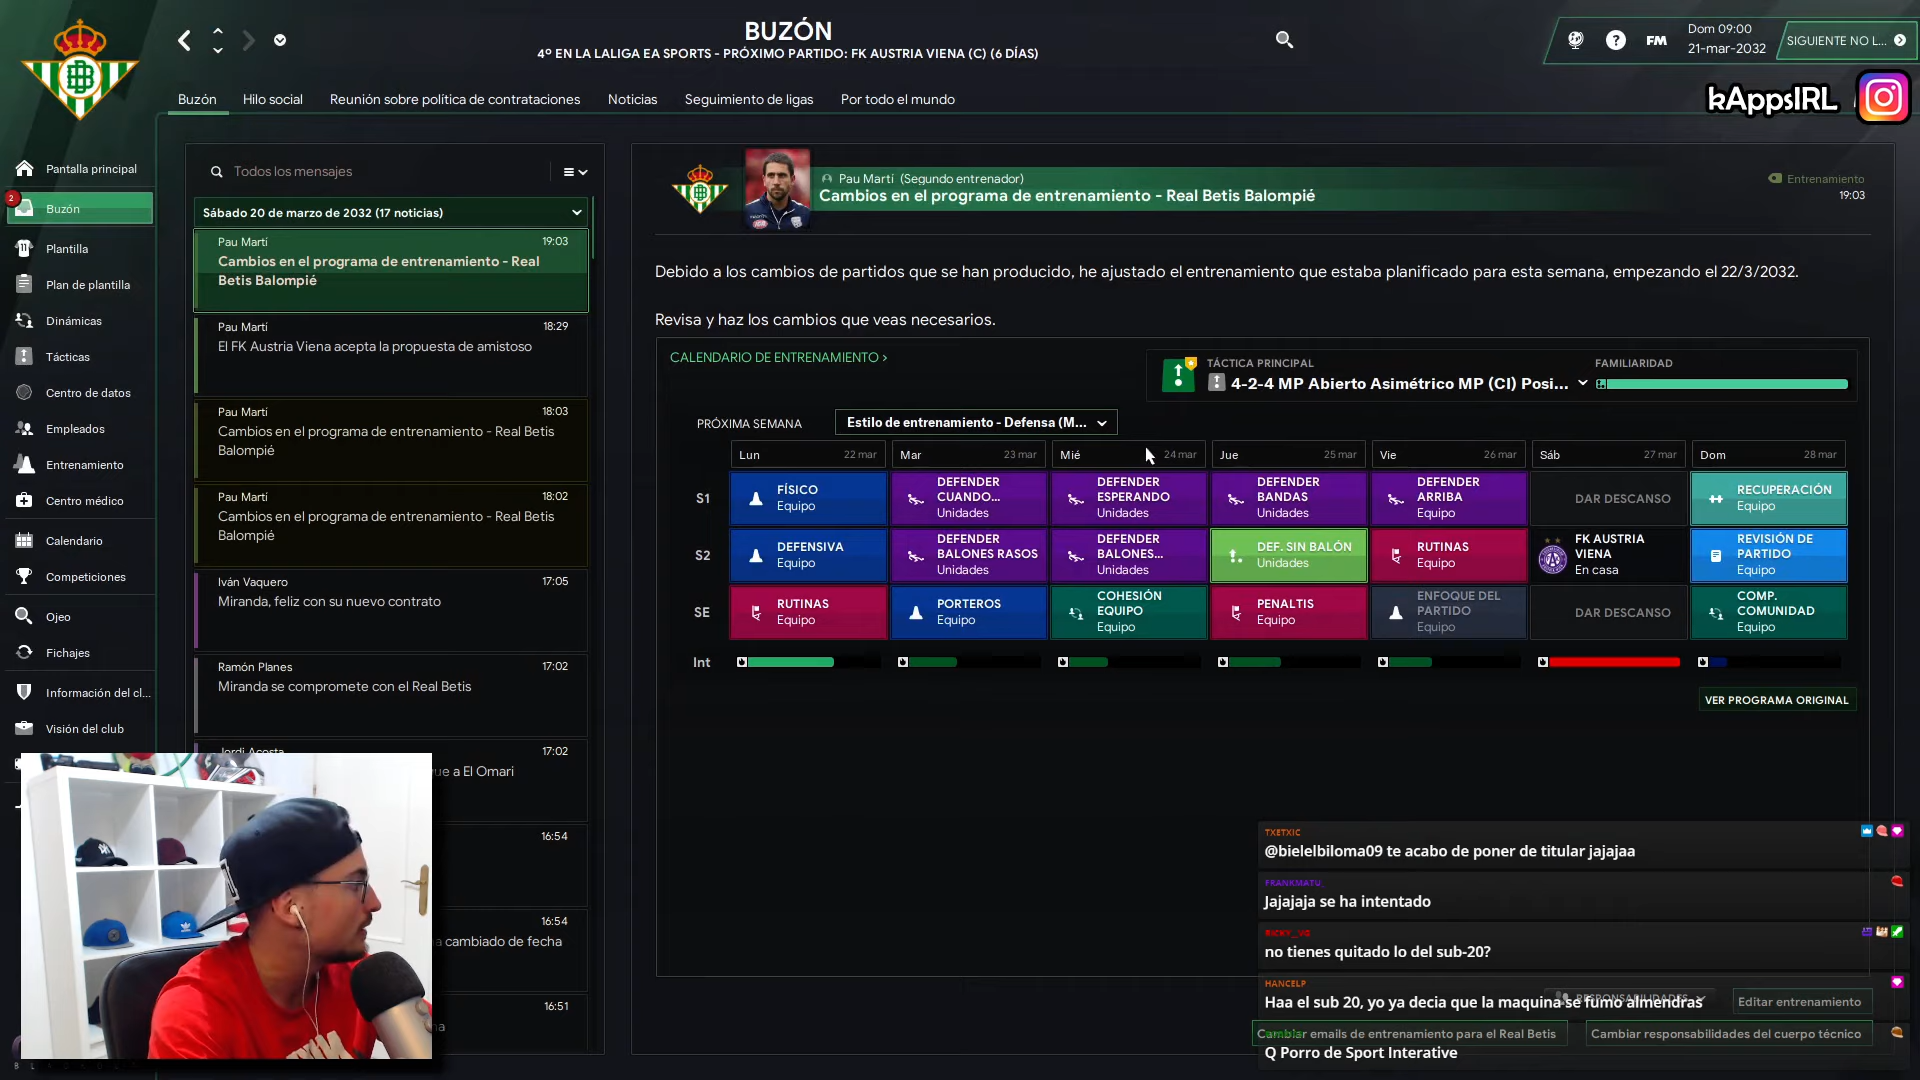 BUZÓN
4º EN LA LALIGA EA SPORTS - PRÓXIMO PARTIDO: FK AUSTRIA VIENA (C) (6 DÍAS)
FM
Dom 09:00
21-mar-2032
SIGUIENTE NO L...
Buzón
Hilo social
Reunión sobre política de contrataciones
Noticias
Seguimiento de ligas
Por todo el mundo
kAppsIRL
Pantalla principal
2
Buzón
Plantilla
Plan de plantilla
Dinámicas
Tácticas
Centro de datos
Empleados
Entrenamiento
Centro médico
Calendario
Competiciones
Ojeo
Fichajes
Información del cl...
Visión del club
Todos los mensajes
Sábado 20 de marzo de 2032 (17 noticias)
Pau Martí 19:03
Cambios en el programa de entrenamiento - Real
Betis Balompié
Pau Martí 18:29
El FK Austria Viena acepta la propuesta de amistoso
Pau Martí 18:03
Cambios en el programa de entrenamiento - Real Betis
Balompié
Pau Martí 18:02
Cambios en el programa de entrenamiento - Real Betis
Balompié
Iván Vaquero 17:05
Miranda, feliz con su nuevo contrato
Ramón Planes 17:02
Miranda se compromete con el Real Betis
Jordi Acosta 17:02
a El Omari
16:54
16:54
a cambiado de fecha
16:51
Pau Martí (Segundo entrenador)
Cambios en el programa de entrenamiento - Real Betis Balompié
Entrenamiento
19:03
Debido a los cambios de partidos que se han producido, he ajustado el entrenamiento que estaba planificado para esta semana, empezando el 22/3/2032.
Revisa y haz los cambios que veas necesarios.
CALENDARIO DE ENTRENAMIENTO >
TÁCTICA PRINCIPAL
4-2-4 MP Abierto Asimétrico MP (CI) Posi...
FAMILIARIDAD
PRÓXIMA SEMANA
Estilo de entrenamiento - Defensa (M...
Lun 22 mar
Mar 23 mar
Mié 24 mar
Jue 25 mar
Vie 26 mar
Sáb 27 mar
Dom 28 mar
S1
FÍSICO
Equipo
DEFENDER
CUANDO...
Unidades
DEFENDER
ESPERANDO
Unidades
DEFENDER
BANDAS
Unidades
DEFENDER
ARRIBA
Equipo
DAR DESCANSO
RECUPERACIÓN
Equipo
S2
DEFENSIVA
Equipo
DEFENDER
BALONES RASOS
Unidades
DEFENDER
BALONES...
Unidades
DEF. SIN BALÓN
Unidades
RUTINAS
Equipo
FK AUSTRIA
VIENA
En casa
REVISIÓN DE
PARTIDO
Equipo
SE
RUTINAS
Equipo
PORTEROS
Equipo
COHESIÓN
EQUIPO
Equipo
PENALTIS
Equipo
ENFOQUE DEL
PARTIDO
Equipo
DAR DESCANSO
COMP.
COMUNIDAD
Equipo
Int
VER PROGRAMA ORIGINAL
TXETXIC
@bielelbiloma09 te acabo de poner de titular jajajaa
FRANKMATU_
Jajajaja se ha intentado
RICKY__VG
no tienes quitado lo del sub-20?
HANCELP
Haa el sub 20, yo ya decia que la maquina se fumo almendras
RESPONSABILIDADES
Editar entrenamiento
Cambiar emails de entrenamiento para el Real Betis
Cambiar responsabilidades del cuerpo técnico
Q Porro de Sport Interative